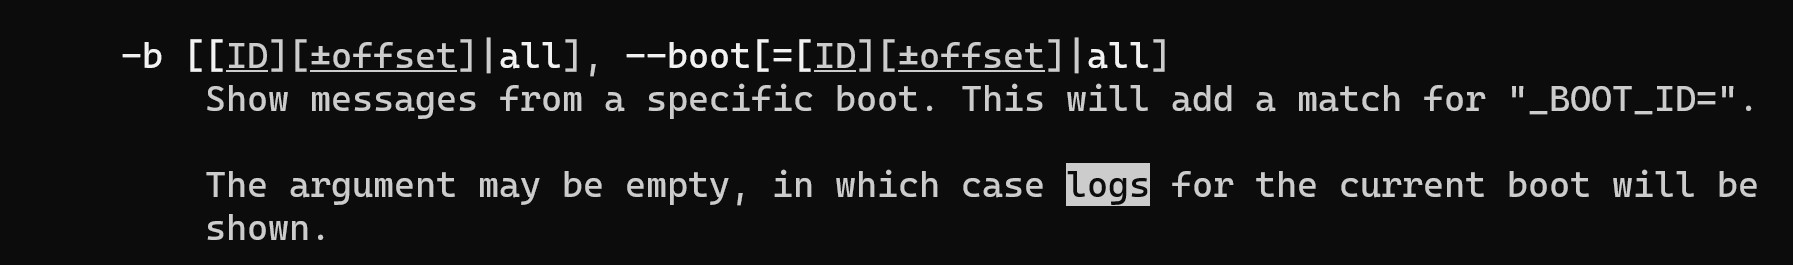 -b [[ID][±offset]|all], --boot[=[ID][±offset]|all]
Show messages from a specific boot. This will add a match for "_BOOT_ID=".
The argument may be empty, in which case logs for the current boot will be
shown.